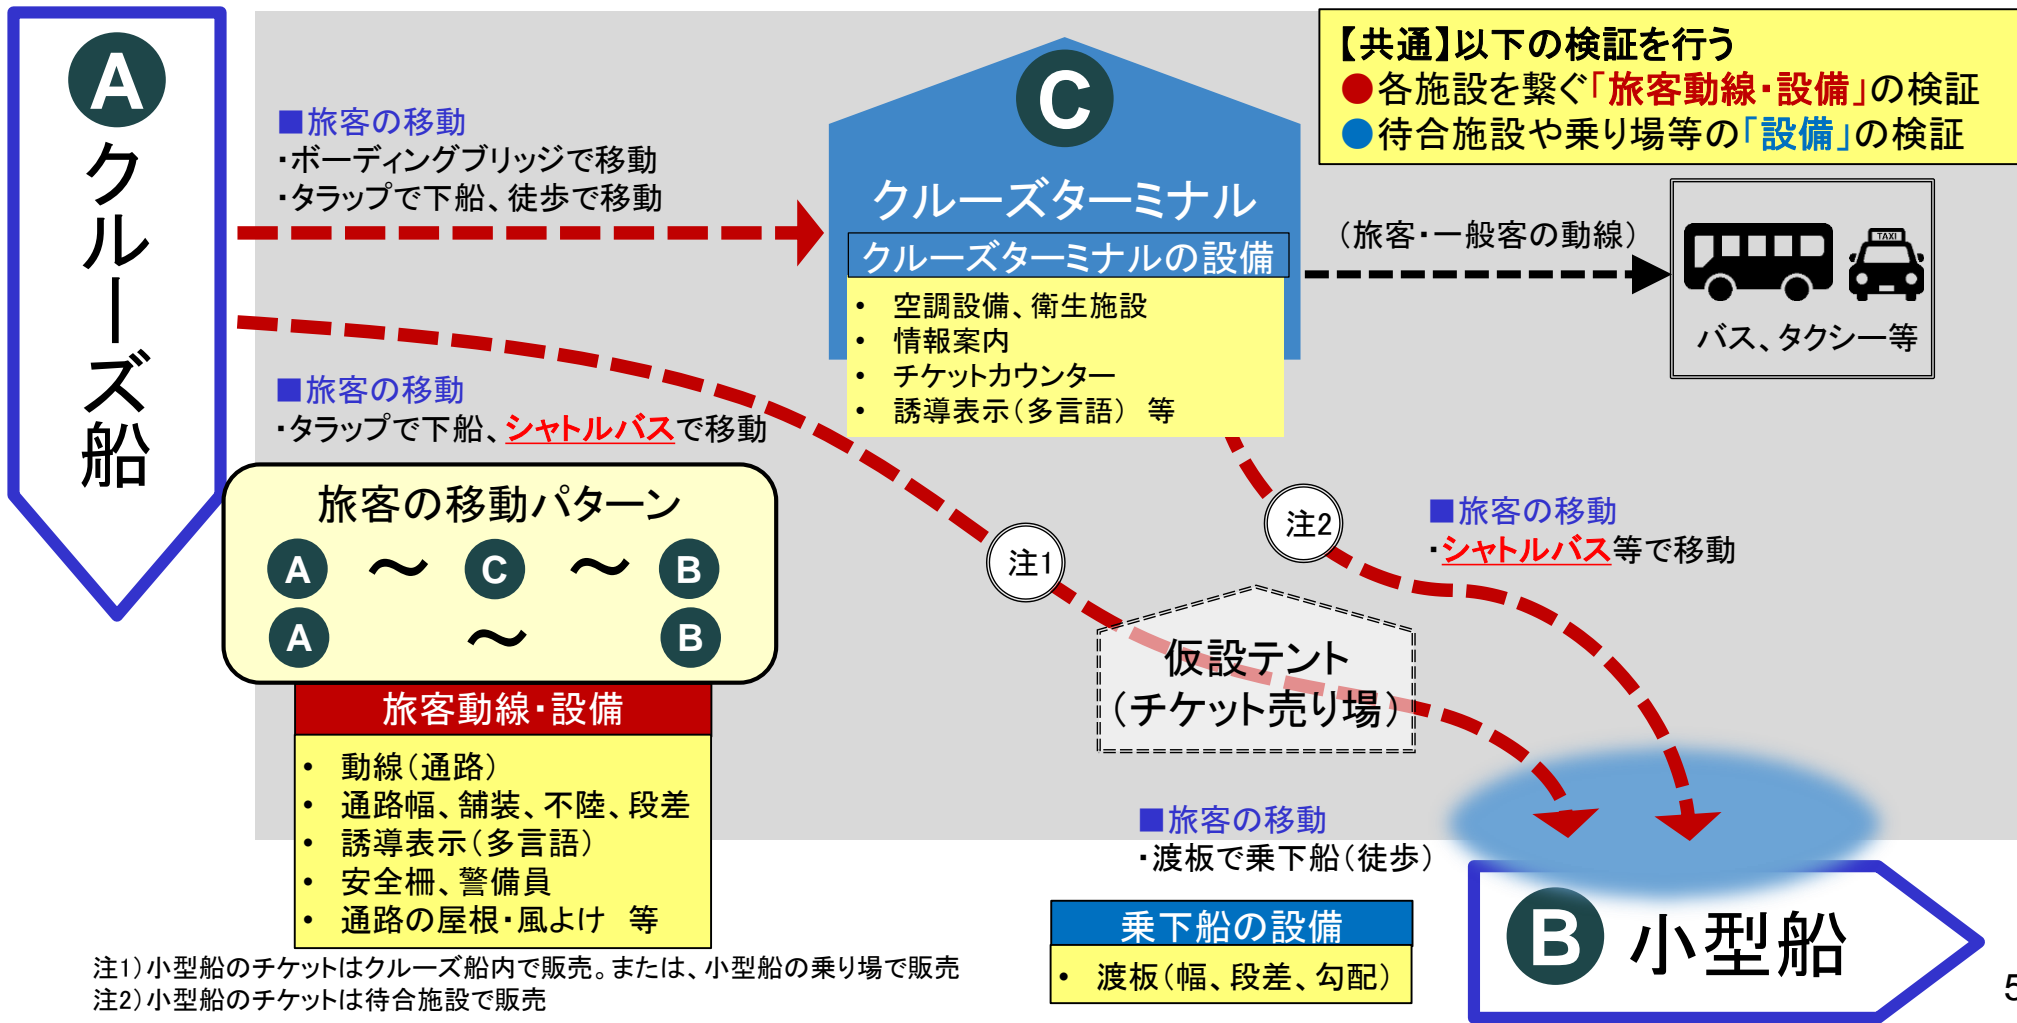 A
クルーズ船
■旅客の移動
・ボーディングブリッジで移動
・タラップで下船、徒歩で移動
C
クルーズターミナル
クルーズターミナルの設備
• 空調設備、衛生施設
• 情報案内
• チケットカウンター
• 誘導表示(多言語) 等
【共通】以下の検証を行う
●各施設を繋ぐ「旅客動線・設備」の検証
●待合施設や乗り場等の「設備」の検証
(旅客・一般客の動線)
TAXI
バス、タクシー等
■旅客の移動
・タラップで下船、シャトルバスで移動
旅客の移動パターン
A ～ C ～ B
A ～ B
旅客動線・設備
• 動線(通路)
• 通路幅、舗装、不陸、段差
• 誘導表示(多言語)
• 安全柵、警備員
• 通路の屋根・風よけ 等
注1
注2
■旅客の移動
・シャトルバス等で移動
仮設テント
(チケット売り場)
■旅客の移動
・渡板で乗下船(徒歩)
乗下船の設備
• 渡板(幅、段差、勾配)
B 小型船
注1)小型船のチケットはクルーズ船内で販売。または、小型船の乗り場で販売
注2)小型船のチケットは待合施設で販売
5